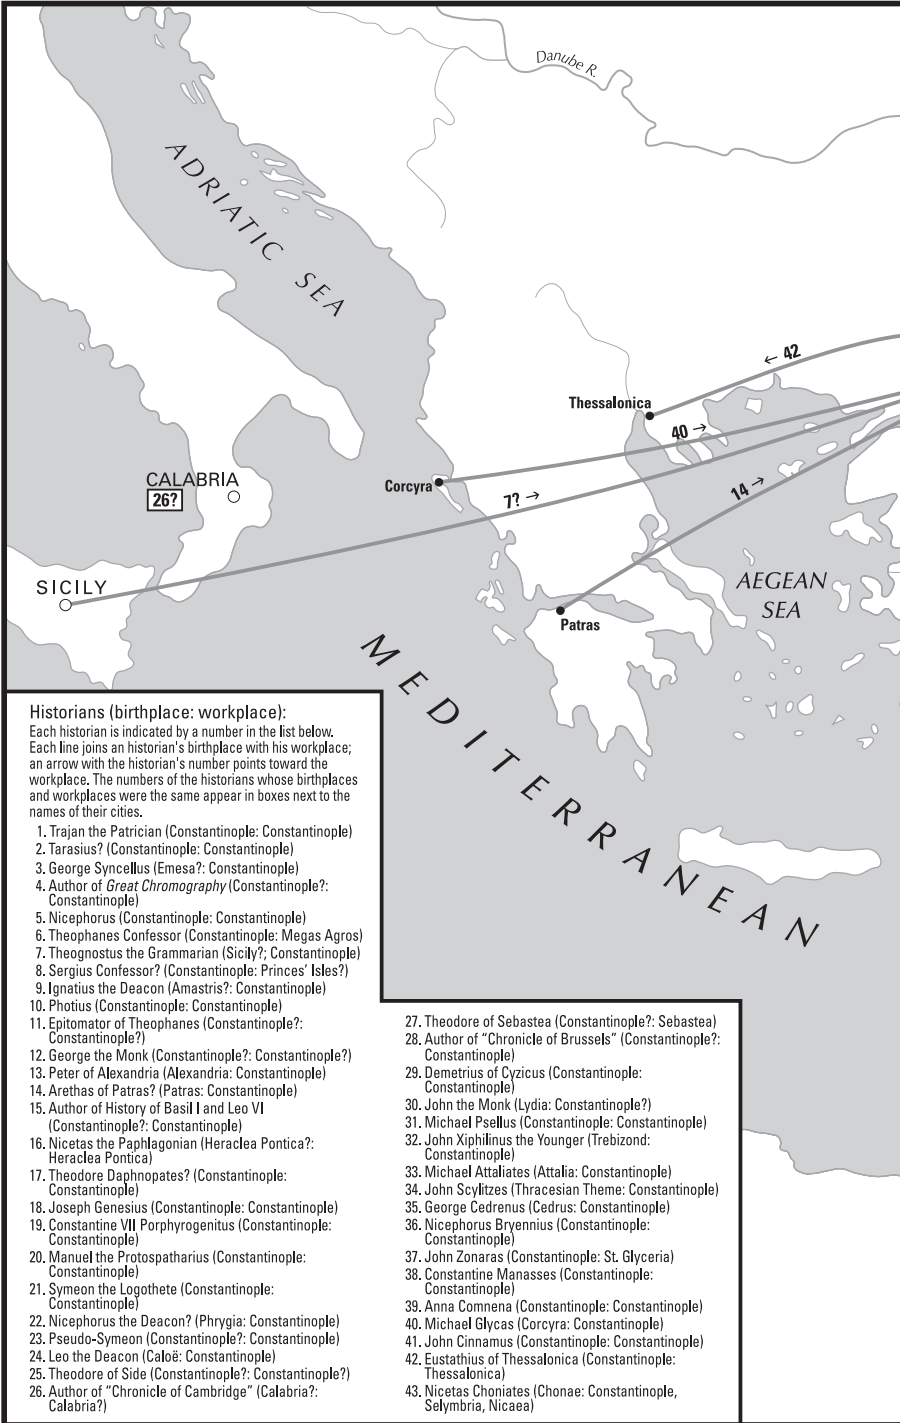 Danube R.
ADRIATIC SEA
← 42
Thessalonica
40 →
CALABRIA
26?
Corcyra
7? →
14 →
SICILY
AEGEAN
SEA
Patras
MEDITERRANEAN
Historians (birthplace: workplace):
Each historian is indicated by a number in the list below.
Each line joins an historian's birthplace with his workplace;
an arrow with the historian's number points toward the
workplace. The numbers of the historians whose birthplaces
and workplaces were the same appear in boxes next to the
names of their cities.
1. Trajan the Patrician (Constantinople: Constantinople)
2. Tarasius? (Constantinople: Constantinople)
3. George Syncellus (Emesa?: Constantinople)
4. Author of Great Chromography (Constantinople?:
Constantinople)
5. Nicephorus (Constantinople: Constantinople)
6. Theophanes Confessor (Constantinople: Megas Agros)
7. Theognostus the Grammarian (Sicily?; Constantinople)
8. Sergius Confessor? (Constantinople: Princes' Isles?)
9. Ignatius the Deacon (Amastris?: Constantinople)
10. Photius (Constantinople: Constantinople)
11. Epitomator of Theophanes (Constantinople?:
Constantinople?)
12. George the Monk (Constantinople?: Constantinople?)
13. Peter of Alexandria (Alexandria: Constantinople)
14. Arethas of Patras? (Patras: Constantinople)
15. Author of History of Basil I and Leo VI
(Constantinople?: Constantinople)
16. Nicetas the Paphlagonian (Heraclea Pontica?:
Heraclea Pontica)
17. Theodore Daphnopates? (Constantinople:
Constantinople)
18. Joseph Genesius (Constantinople: Constantinople)
19. Constantine VII Porphyrogenitus (Constantinople:
Constantinople)
20. Manuel the Protospatharius (Constantinople:
Constantinople)
21. Symeon the Logothete (Constantinople:
Constantinople)
22. Nicephorus the Deacon? (Phrygia: Constantinople)
23. Pseudo-Symeon (Constantinople?: Constantinople)
24. Leo the Deacon (Caloë: Constantinople)
25. Theodore of Side (Constantinople?: Constantinople?)
26. Author of “Chronicle of Cambridge” (Calabria?:
Calabria?)
27. Theodore of Sebastea (Constantinople?: Sebastea)
28. Author of “Chronicle of Brussels” (Constantinople?:
Constantinople)
29. Demetrius of Cyzicus (Constantinople:
Constantinople)
30. John the Monk (Lydia: Constantinople?)
31. Michael Psellus (Constantinople: Constantinople)
32. John Xiphilinus the Younger (Trebizond:
Constantinople)
33. Michael Attaliates (Attalia: Constantinople)
34. John Scylitzes (Thracesian Theme: Constantinople)
35. George Cedrenus (Cedrus: Constantinople)
36. Nicephorus Bryennius (Constantinople:
Constantinople)
37. John Zonaras (Constantinople: St. Glyceria)
38. Constantine Manasses (Constantinople:
Constantinople)
39. Anna Comnena (Constantinople: Constantinople)
40. Michael Glycas (Corcyra: Constantinople)
41. John Cinnamus (Constantinople: Constantinople)
42. Eustathius of Thessalonica (Constantinople:
Thessalonica)
43. Nicetas Choniates (Chonae: Constantinople,
Selymbria, Nicaea)